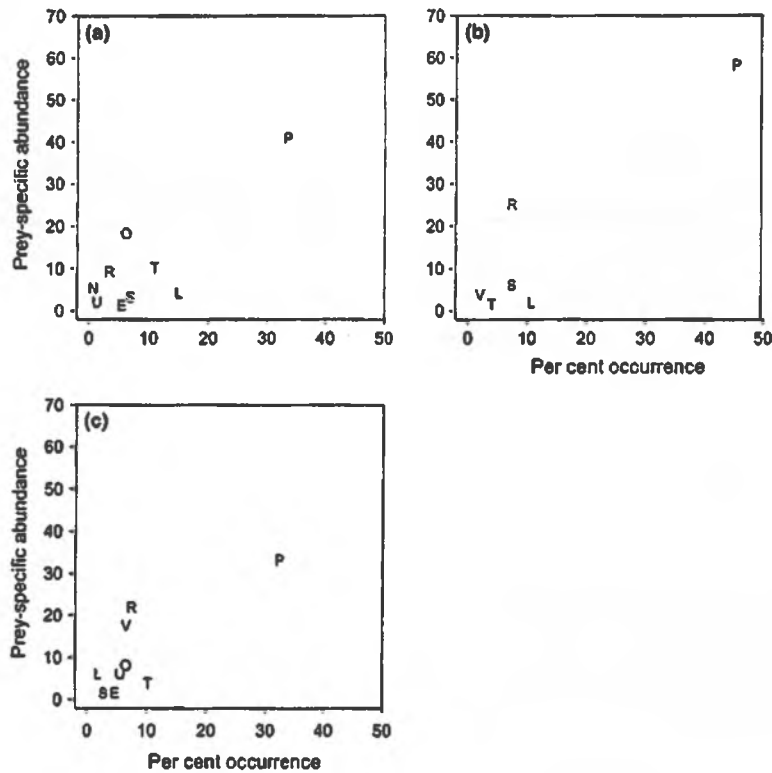 (a)
70
60
50
40
30
20
10
0
Prey-specific abundance
P
O
T
R
N
L
S
U
E
0 10 20 30 40 50
(b)
70
60
50
40
30
20
10
0
P
R
S
V
T
L
0 10 20 30 40 50
Per cent occurrence
(c)
70
60
50
40
30
20
10
0
Prey-specific abundance
P
R
V
O
L
U
T
S
E
0 10 20 30 40 50
Per cent occurrence